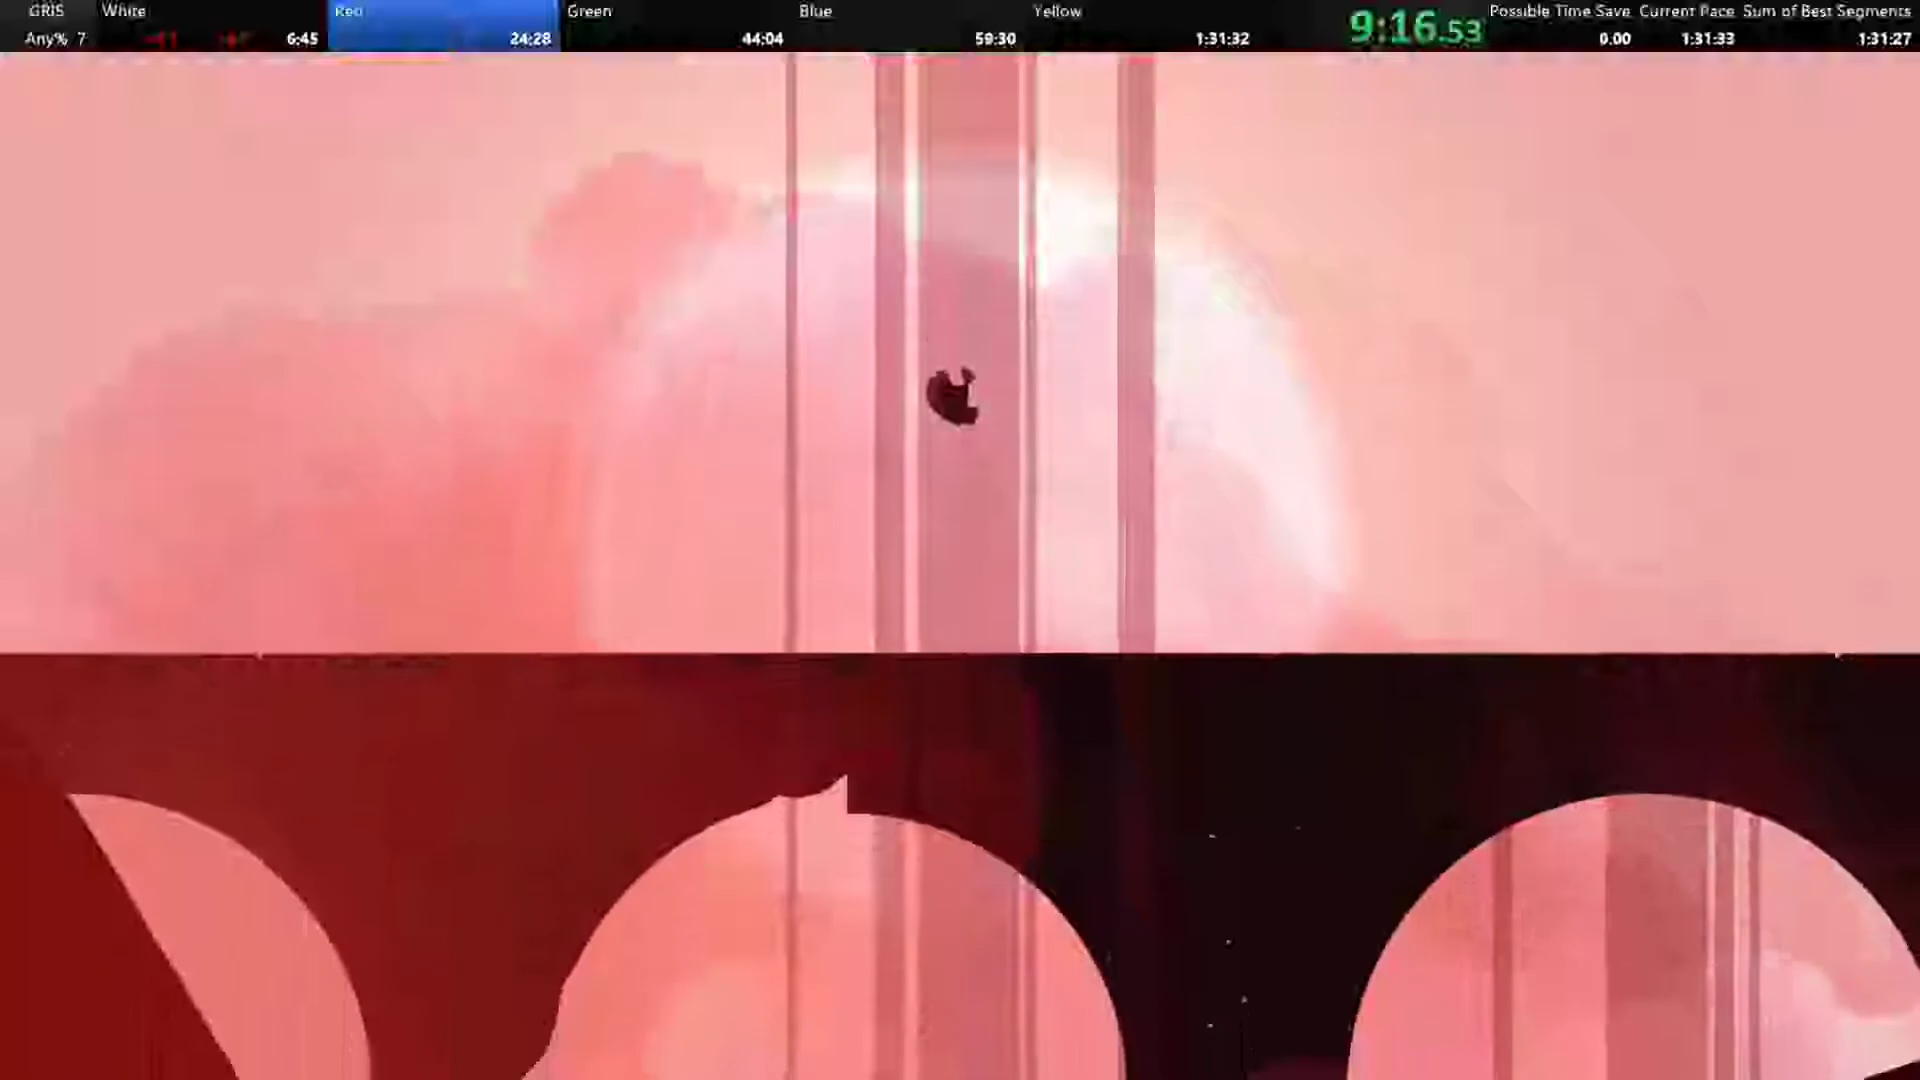 GRIS White Red Green Blue Yellow 9:16.53 Possible Time Save Current Pace Sum of Best Segments
Any% 7 6:45 24:28 44:04 59:30 1:31:32 0.00 1:31:33 1:31:27